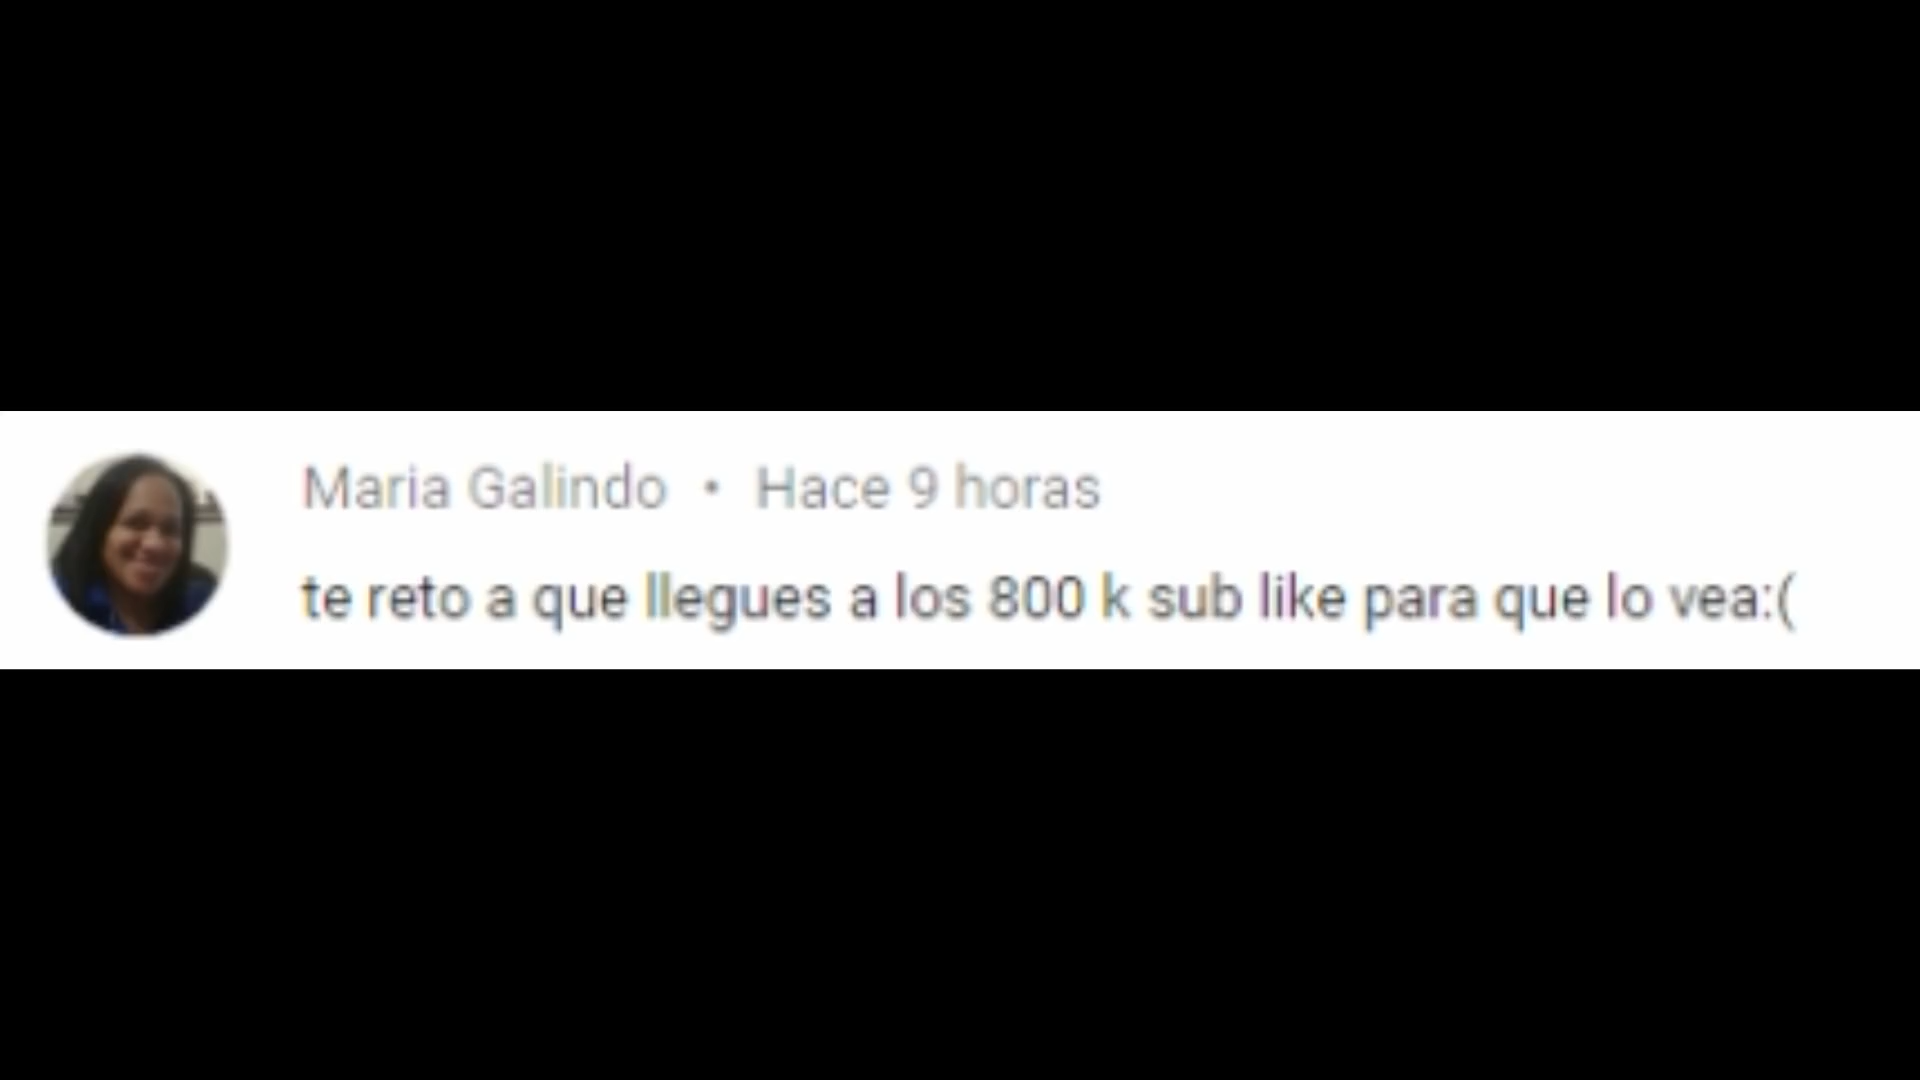 Maria Galindo • Hace 9 horas
te reto a que llegues a los 800 k sub like para que lo vea:(